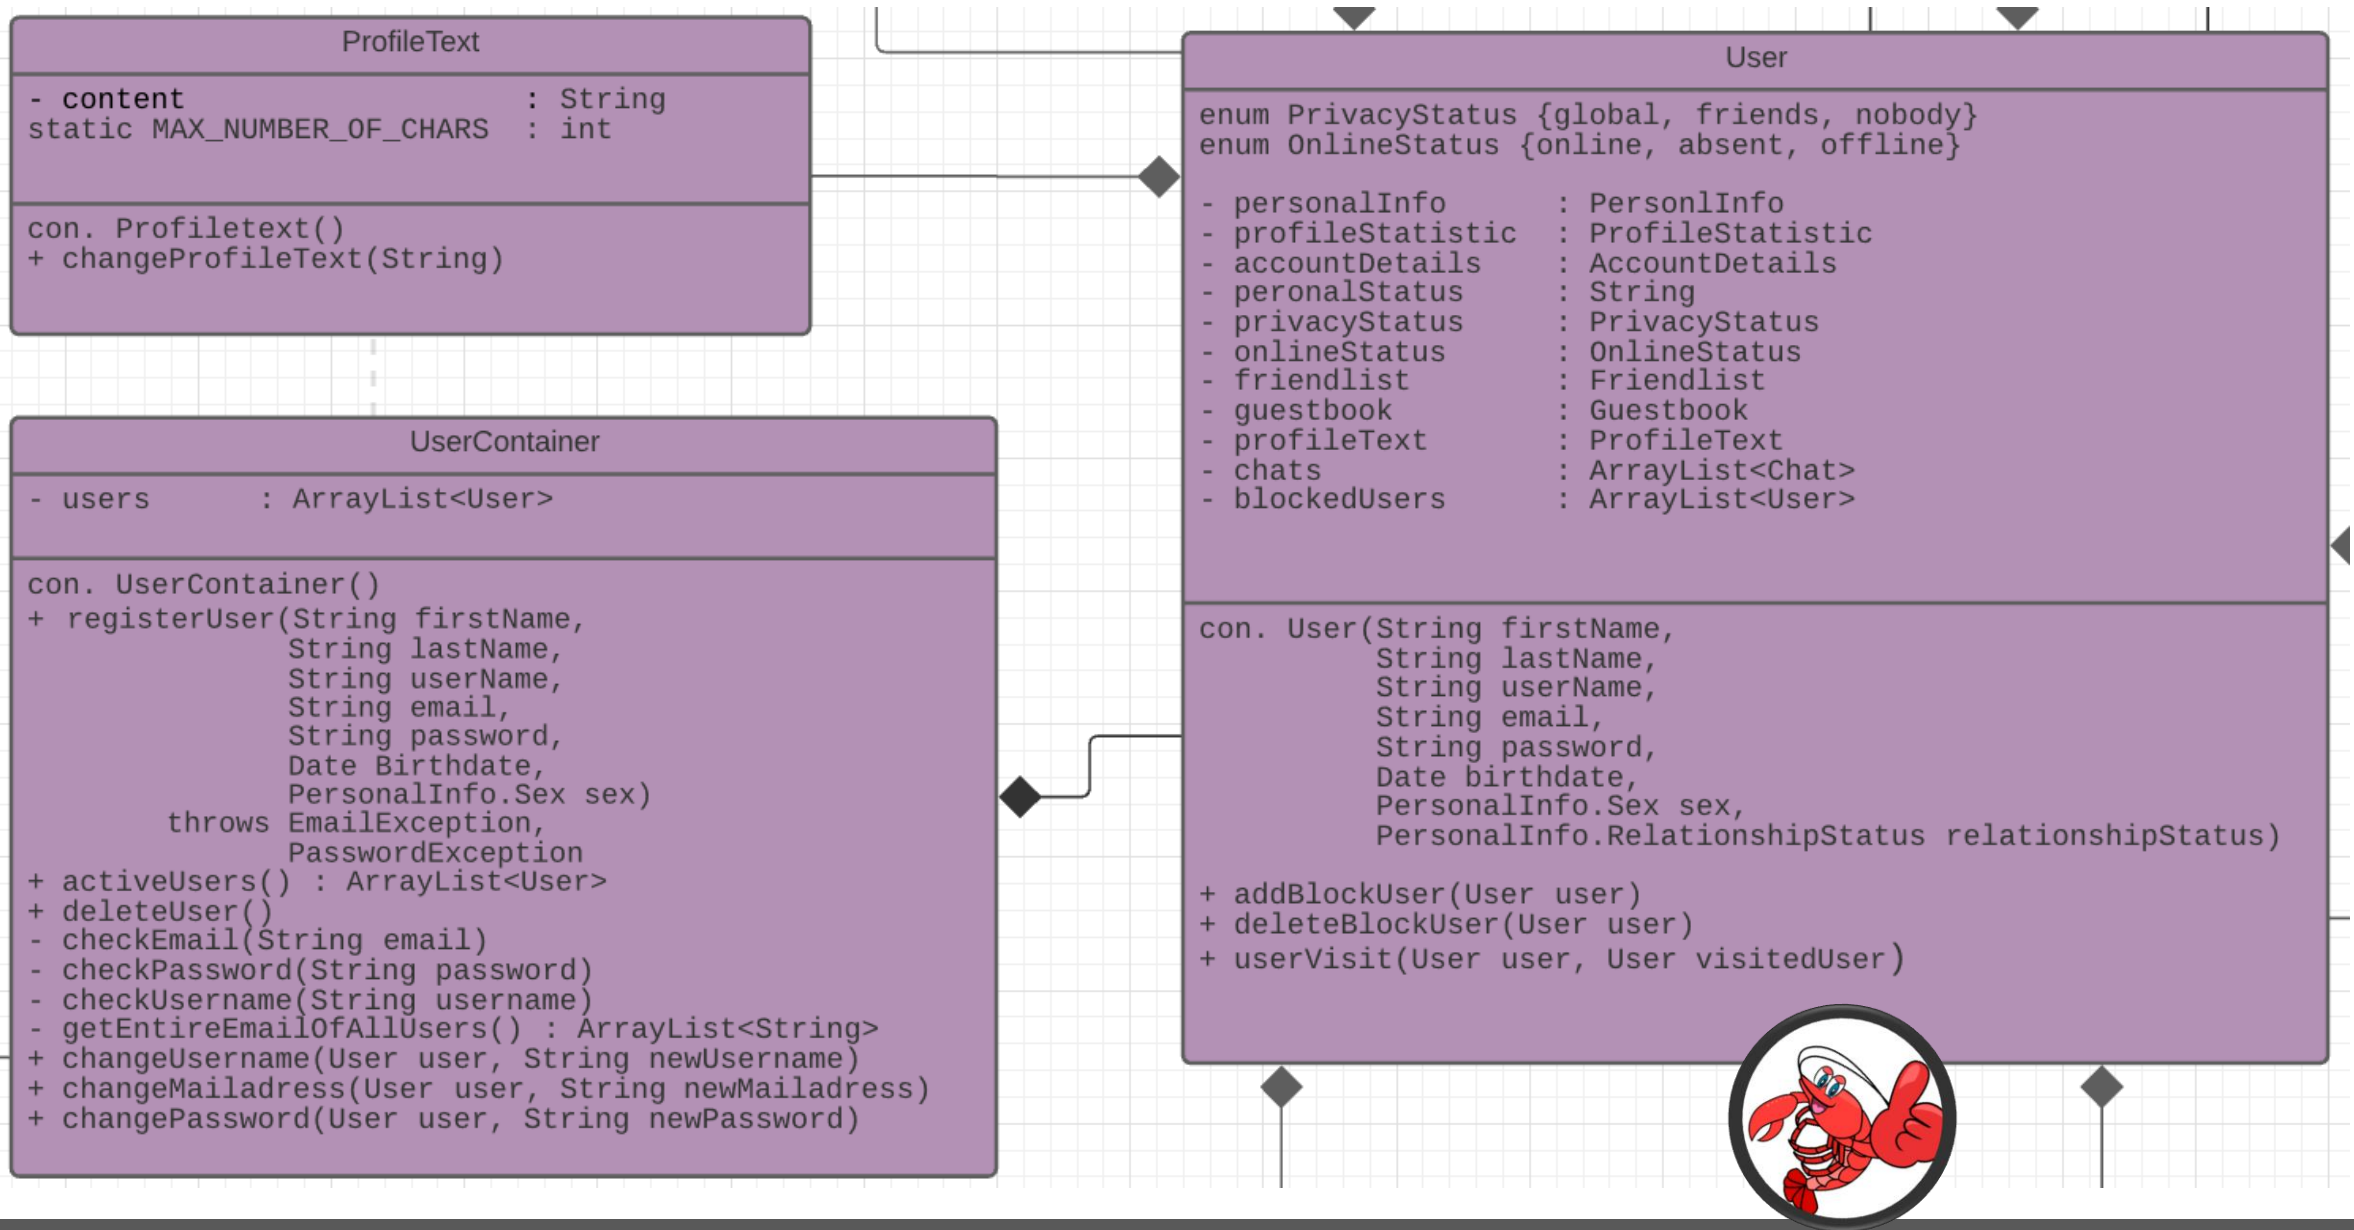 ProfileText
- content : String
static MAX_NUMBER_OF_CHARS : int
con. Profiletext()
+ changeProfileText(String)
UserContainer
- users : ArrayList<User>
con. UserContainer()
+ registerUser(String firstName,
String lastName,
String userName,
String email,
String password,
Date Birthdate,
PersonalInfo.Sex sex)
throws EmailException,
PasswordException
+ activeUsers() : ArrayList<User>
+ deleteUser()
- checkEmail(String email)
- checkPassword(String password)
- checkUsername(String username)
- getEntireEmailOfAllUsers() : ArrayList<String>
+ changeUsername(User user, String newUsername)
+ changeMailadress(User user, String newMailadress)
+ changePassword(User user, String newPassword)
User
enum PrivacyStatus {global, friends, nobody}
enum OnlineStatus {online, absent, offline}
- personalInfo : PersonlInfo
- profileStatistic : ProfileStatistic
- accountDetails : AccountDetails
- peronalStatus : String
- privacyStatus : PrivacyStatus
- onlineStatus : OnlineStatus
- friendlist : Friendlist
- guestbook : Guestbook
- profileText : ProfileText
- chats : ArrayList<Chat>
- blockedUsers : ArrayList<User>
con. User(String firstName,
String lastName,
String userName,
String email,
String password,
Date birthdate,
PersonalInfo.Sex sex,
PersonalInfo.RelationshipStatus relationshipStatus)
+ addBlockUser(User user)
+ deleteBlockUser(User user)
+ userVisit(User user, User visitedUser)